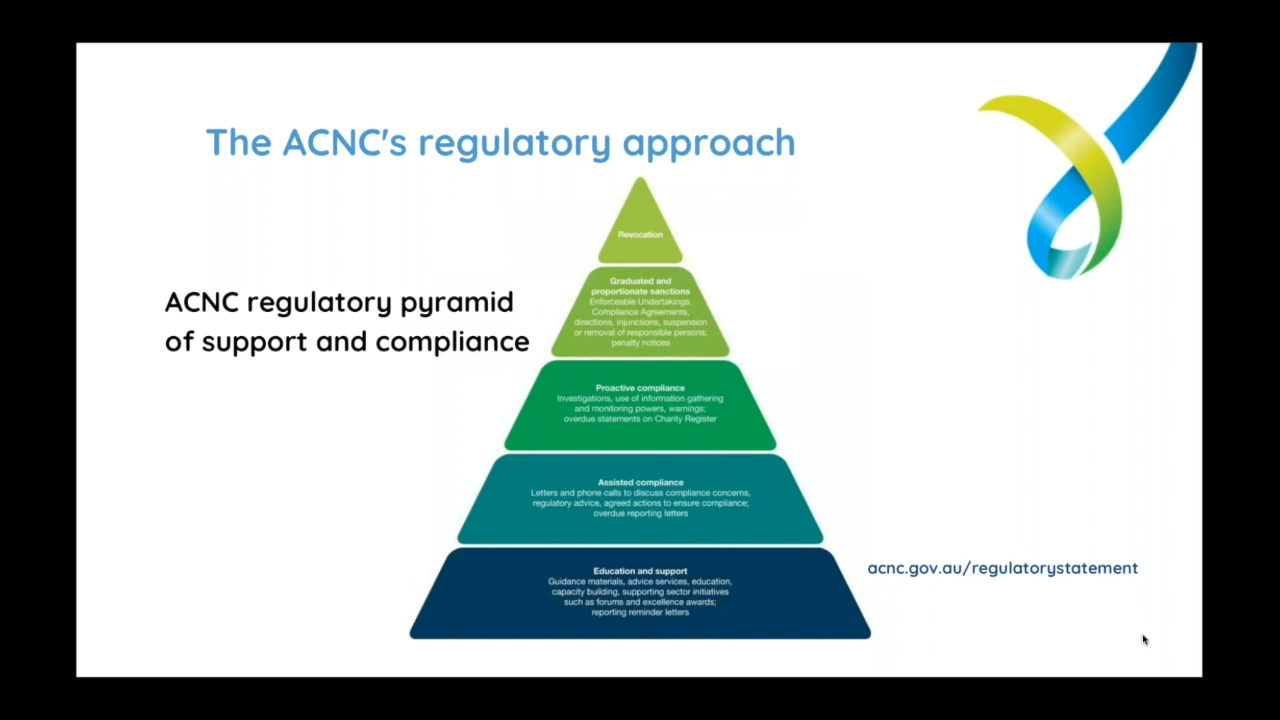 The ACNC's regulatory approach
ACNC regulatory pyramid
of support and compliance
Revocation
Graduated and
proportionate sanctions
Enforceable Undertakings,
Compliance Agreements,
directions, injunctions, suspension
or removal of responsible persons;
penalty notices
Proactive compliance
Investigations, use of information gathering
and monitoring powers, warnings;
overdue statements on Charity Register
Assisted compliance
Letters and phone calls to discuss compliance concerns,
regulatory advice, agreed actions to ensure compliance;
overdue reporting letters
Education and support
Guidance materials, advice services, education,
capacity building, supporting sector initiatives
such as forums and excellence awards;
reporting reminder letters
acnc.gov.au/regulatorystatement